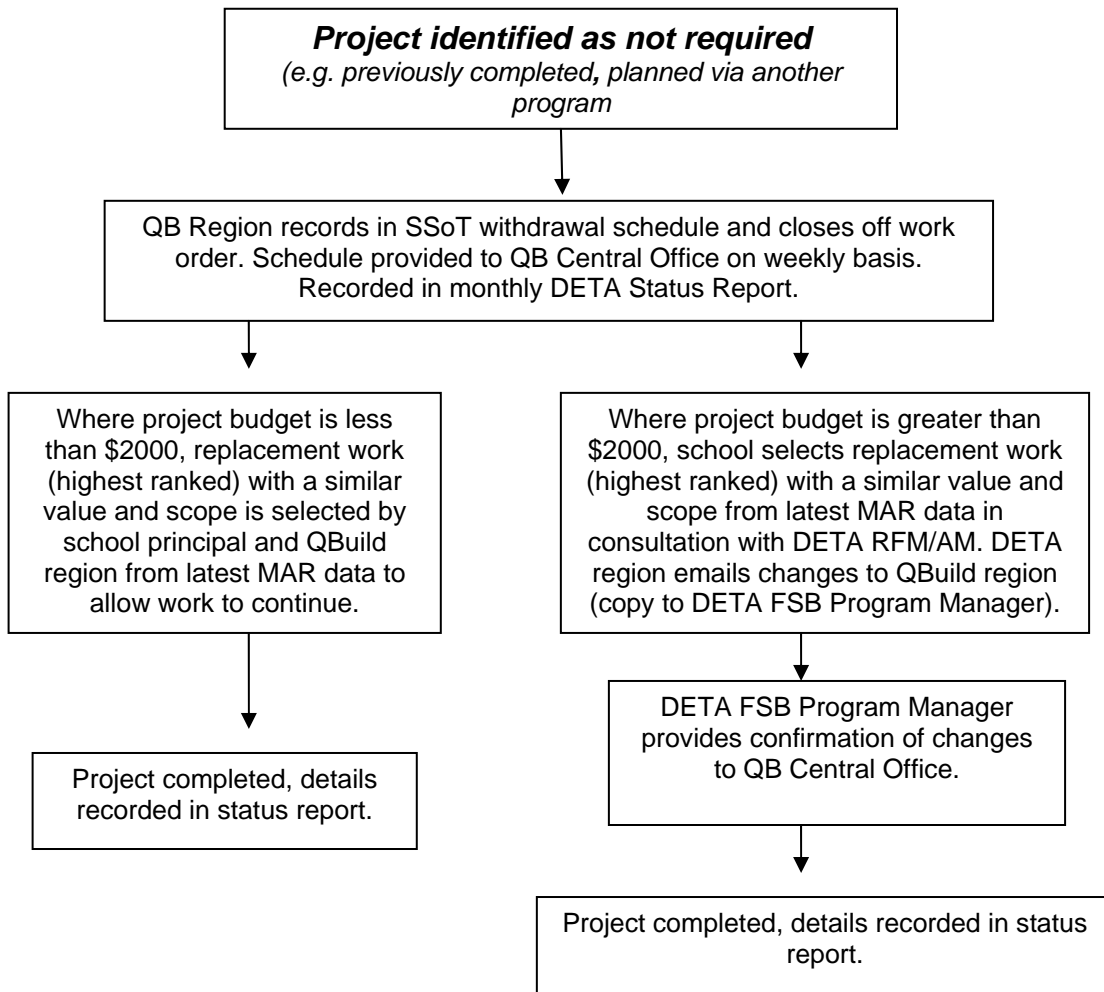 Project identified as not required
(e.g. previously completed, planned via another
program
QB Region records in SSoT withdrawal schedule and closes off work
order. Schedule provided to QB Central Office on weekly basis.
Recorded in monthly DETA Status Report.
Where project budget is less
than $2000, replacement work
(highest ranked) with a similar
value and scope is selected by
school principal and QBuild
region from latest MAR data to
allow work to continue.
Where project budget is greater than
$2000, school selects replacement work
(highest ranked) with a similar value and
scope from latest MAR data in
consultation with DETA RFM/AM. DETA
region emails changes to QBuild region
(copy to DETA FSB Program Manager).
DETA FSB Program Manager
provides confirmation of changes
to QB Central Office.
Project completed, details
recorded in status report.
Project completed, details recorded in status
report.